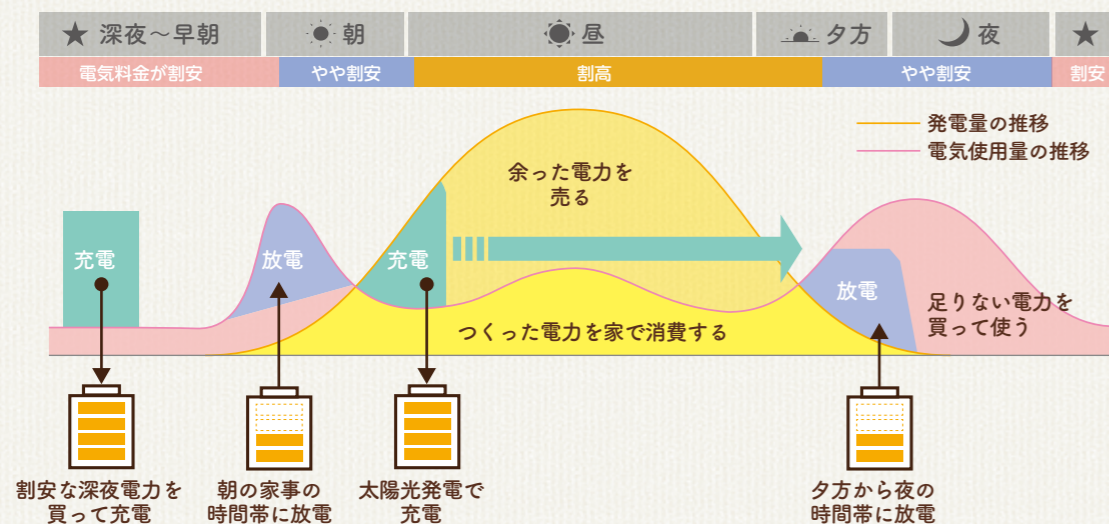 深夜～早朝
朝
昼
夕方
夜
電気料金が割安
やや割安
割高
やや割安
割安
発電量の推移
電気使用量の推移
余った電力を
売る
充電
放電
充電
放電
足りない電力を
買って使う
つくった電力を家で消費する
割安な深夜電力を
買って充電
朝の家事の
時間帯に放電
太陽光発電で
充電
夕方から夜の
時間帯に放電